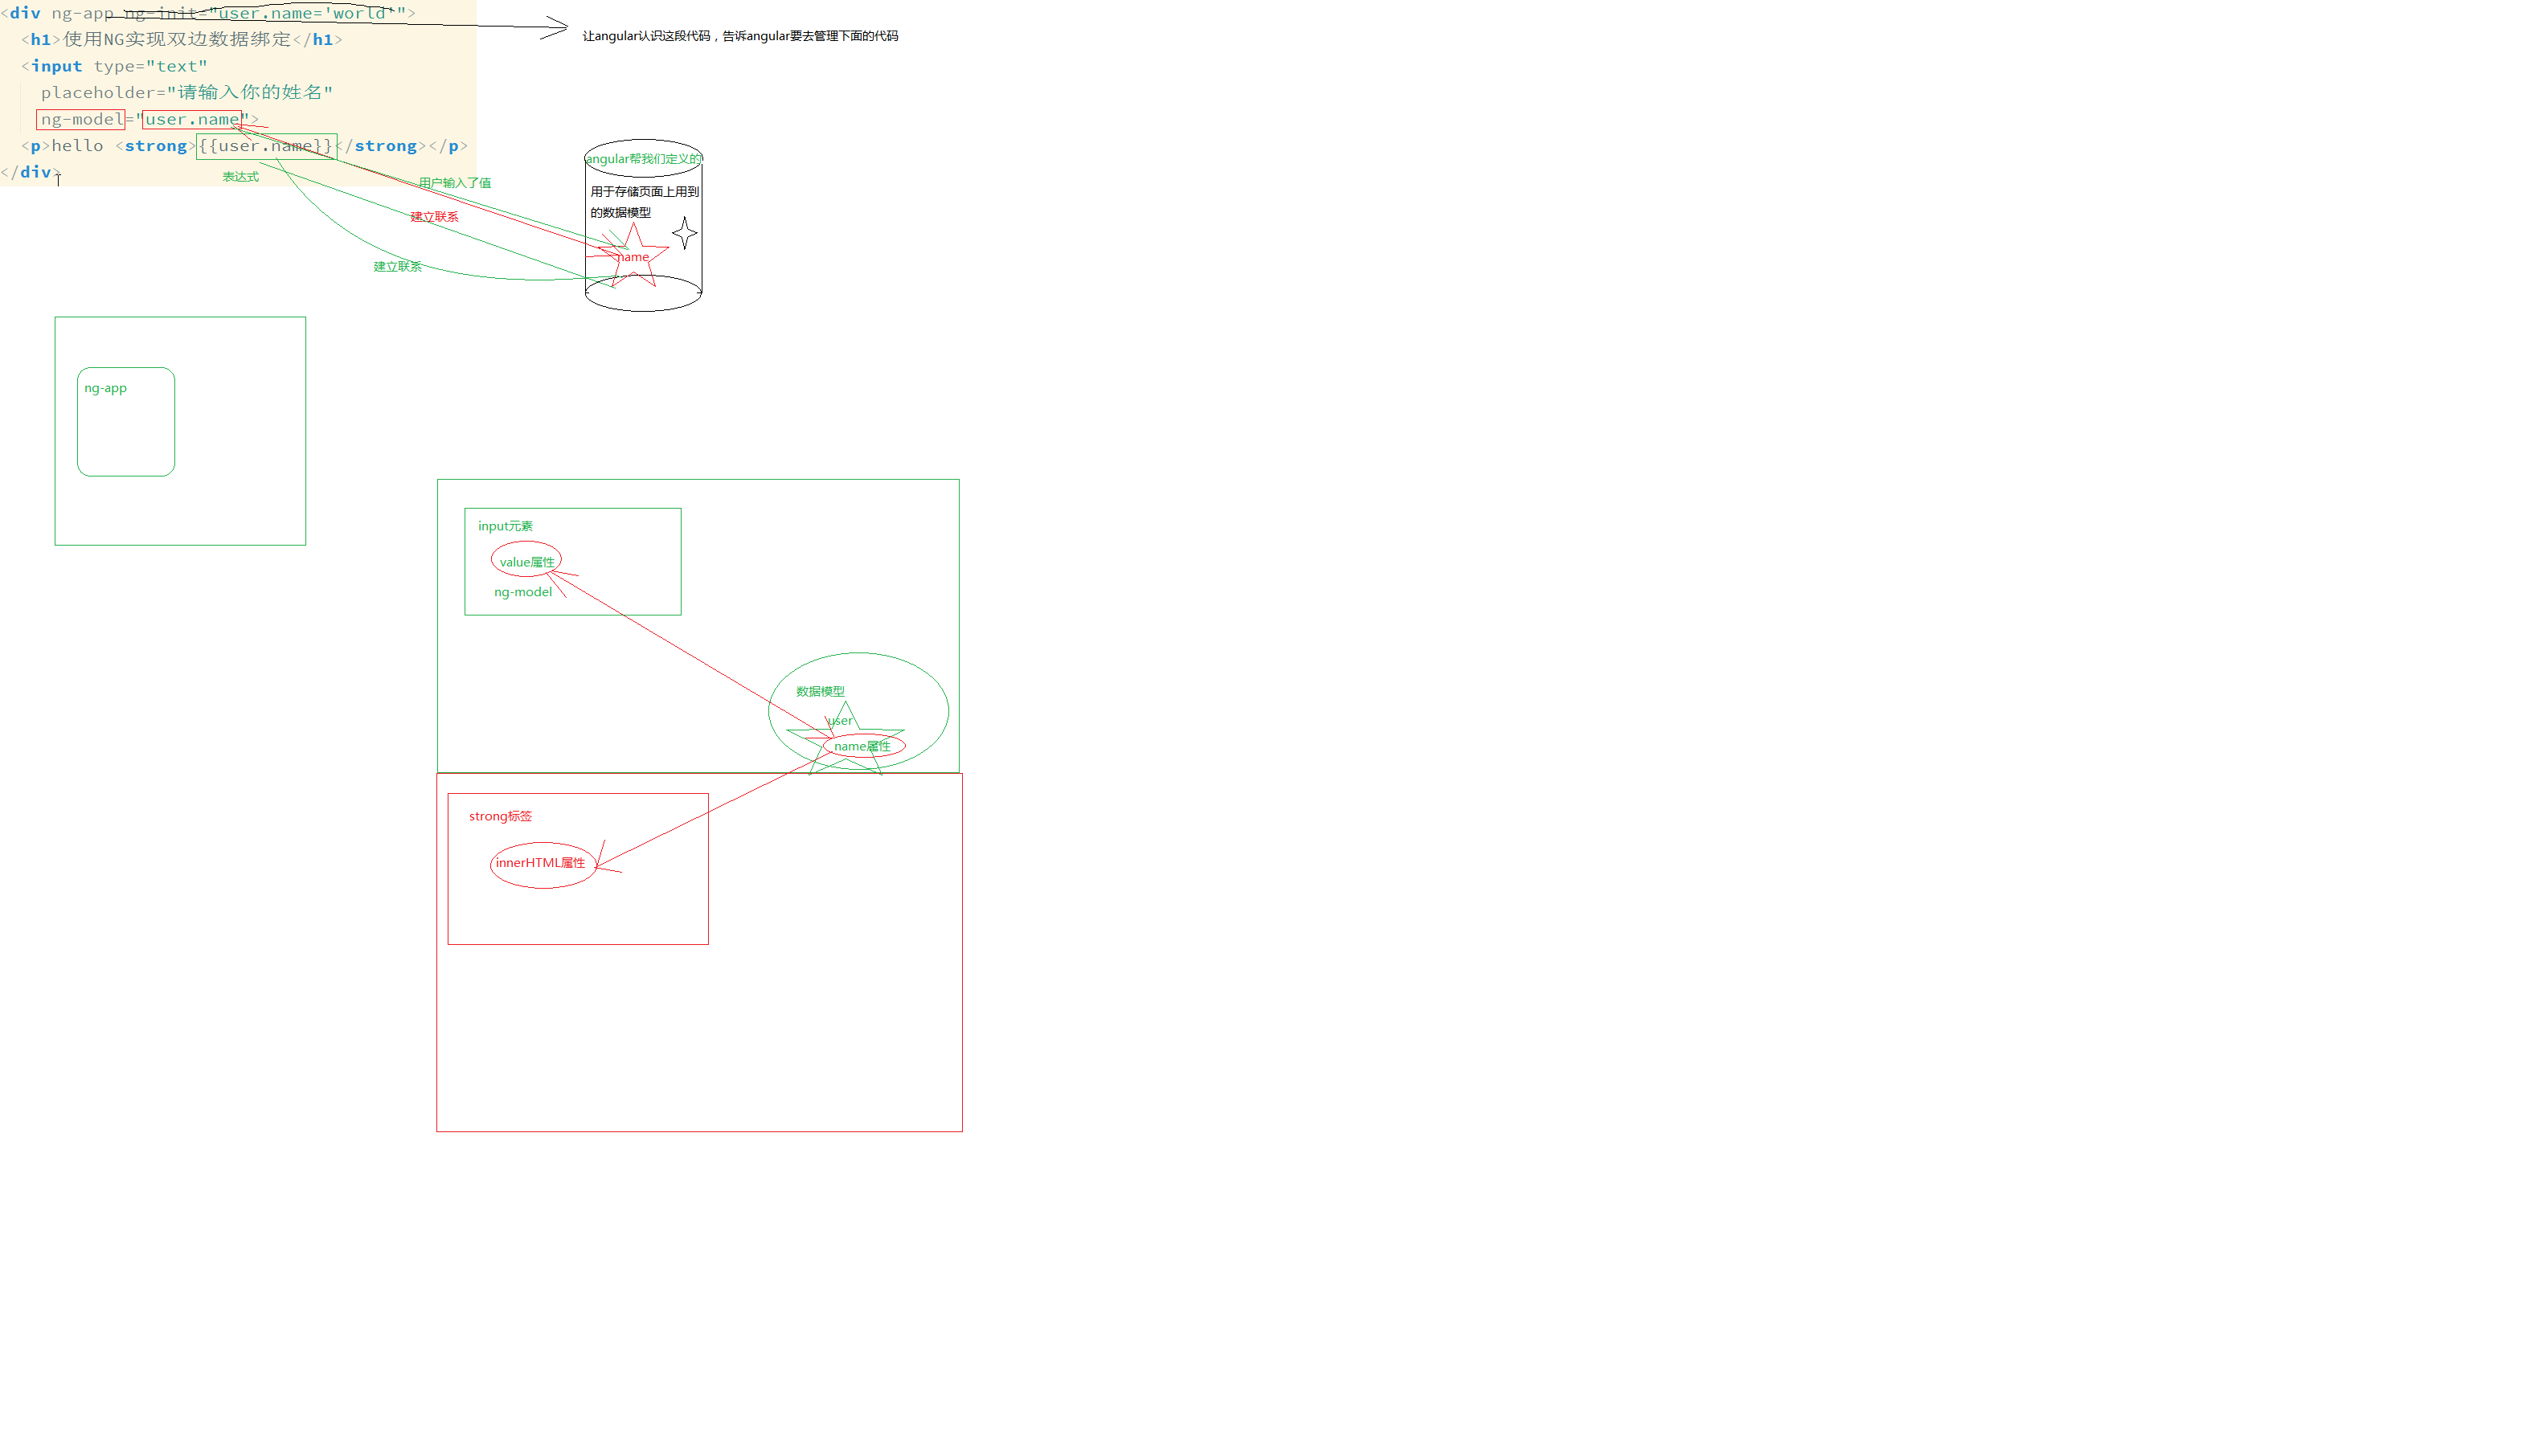 <div ng-app ng-init="user.name='world'">
<h1>使用NG实现双边数据绑定</h1>
<input type="text"
placeholder="请输入你的姓名"
ng-model="user.name">
<p>hello <strong>{{user.name}}</strong></p>
</div>
让angular认识这段代码，告诉angular要去管理下面的代码
表达式
用户输入了值
建立联系
建立联系
angular帮我们定义的
用于存储页面上用到
的数据模型
name
ng-app
input元素
value属性
ng-model
数据模型
user
name属性
strong标签
innerHTML属性